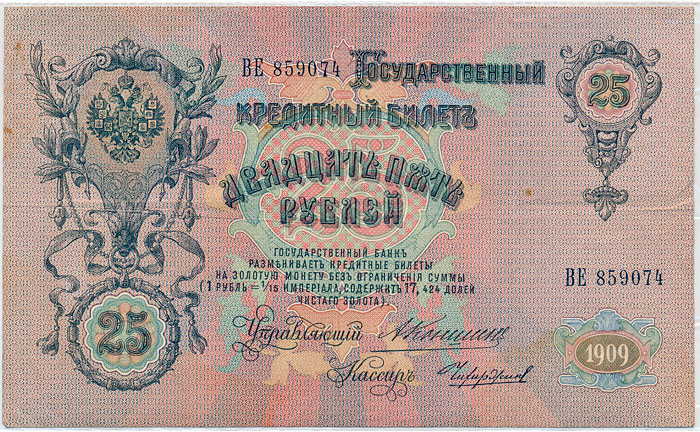 ВЕ 859074 Государственный
25
Кредитный Билетъ
Двадцать пять
рублей
Государственный Банкъ
размѣниваетъ кредитные билеты
на золотую монету безъ ограниченія суммы
(1 рубль = 1/15 имперіала, содержитъ 17, 424 долей
чистаго золота).
ВЕ 859074
25
Управляющій А.Коншинъ
1909
Кассиръ